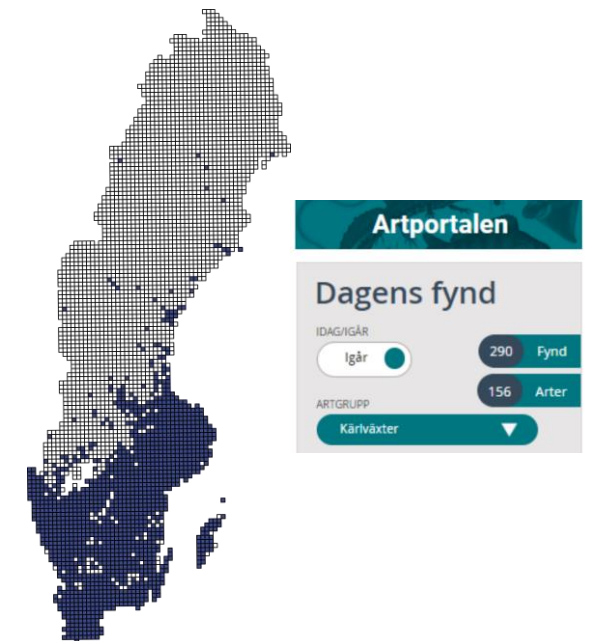 Artportalen
Dagens fynd
IDAG/IGÅR
Igår
290 Fynd
156 Arter
ARTGRUPP
Kärlväxter